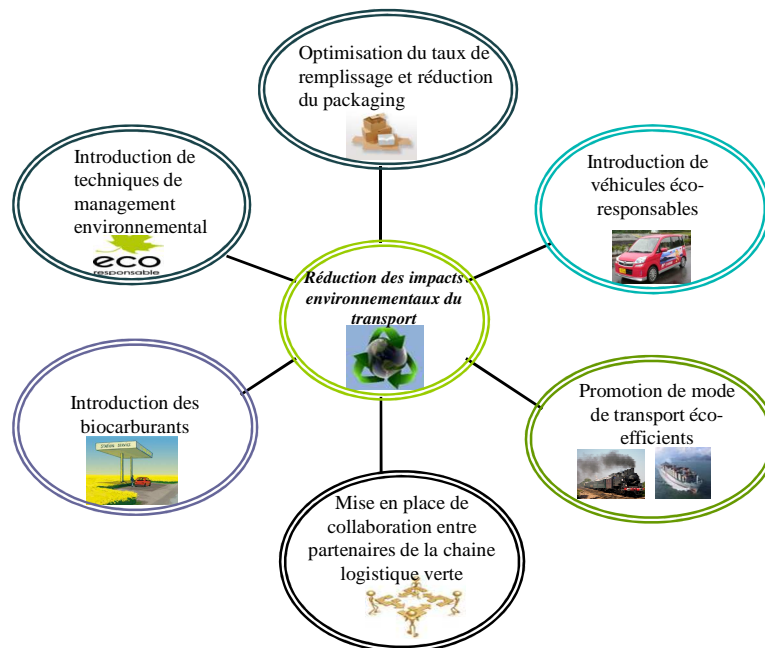 Optimisation du taux de
remplissage et réduction
du packaging
Introduction de
techniques de
management
environnemental
eco
responsable
Introduction de
véhicules éco-
responsables
Réduction des impacts
environnementaux du
transport
Introduction des
biocarburants
STATION SERVICE
Promotion de mode
de transport éco-
efficients
Mise en place de
collaboration entre
partenaires de la chaine
logistique verte